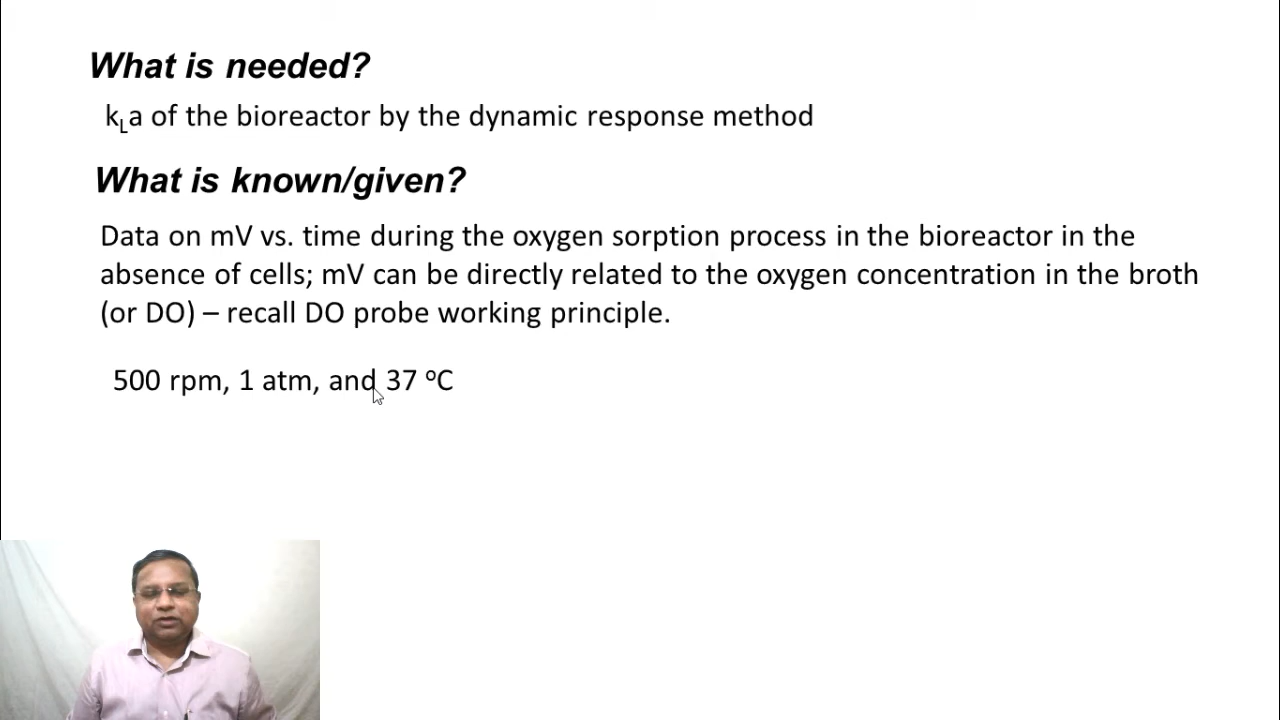 What is needed?
kLa of the bioreactor by the dynamic response method
What is known/given?
Data on mV vs. time during the oxygen sorption process in the bioreactor in the
absence of cells; mV can be directly related to the oxygen concentration in the broth
(or DO) – recall DO probe working principle.
500 rpm, 1 atm, and 37 ºC